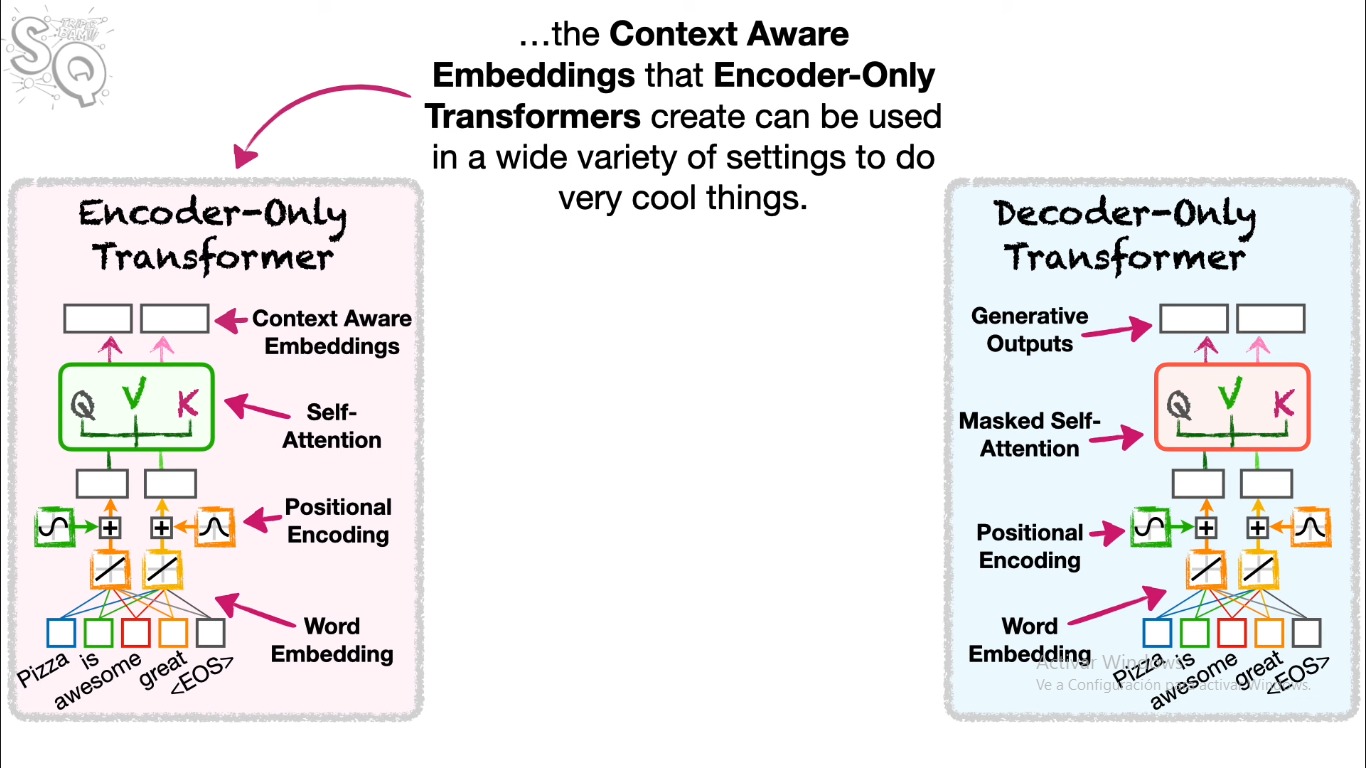 SQ
TRIPLE
BAM!!
…the Context Aware
Embeddings that Encoder-Only
Transformers create can be used
in a wide variety of settings to do
very cool things.
Encoder-Only
Transformer
Context Aware
Embeddings
Q V K
Self-
Attention
Positional
Encoding
Word
Embedding
Pizza
is
awesome
great
<EOS>
Decoder-Only
Transformer
Generative
Outputs
Q V K
Masked Self-
Attention
Positional
Encoding
Word
Embedding
Pizza
is
awesome
great
<EOS>
Activar Windows
Ve a Configuración para activar Windows.